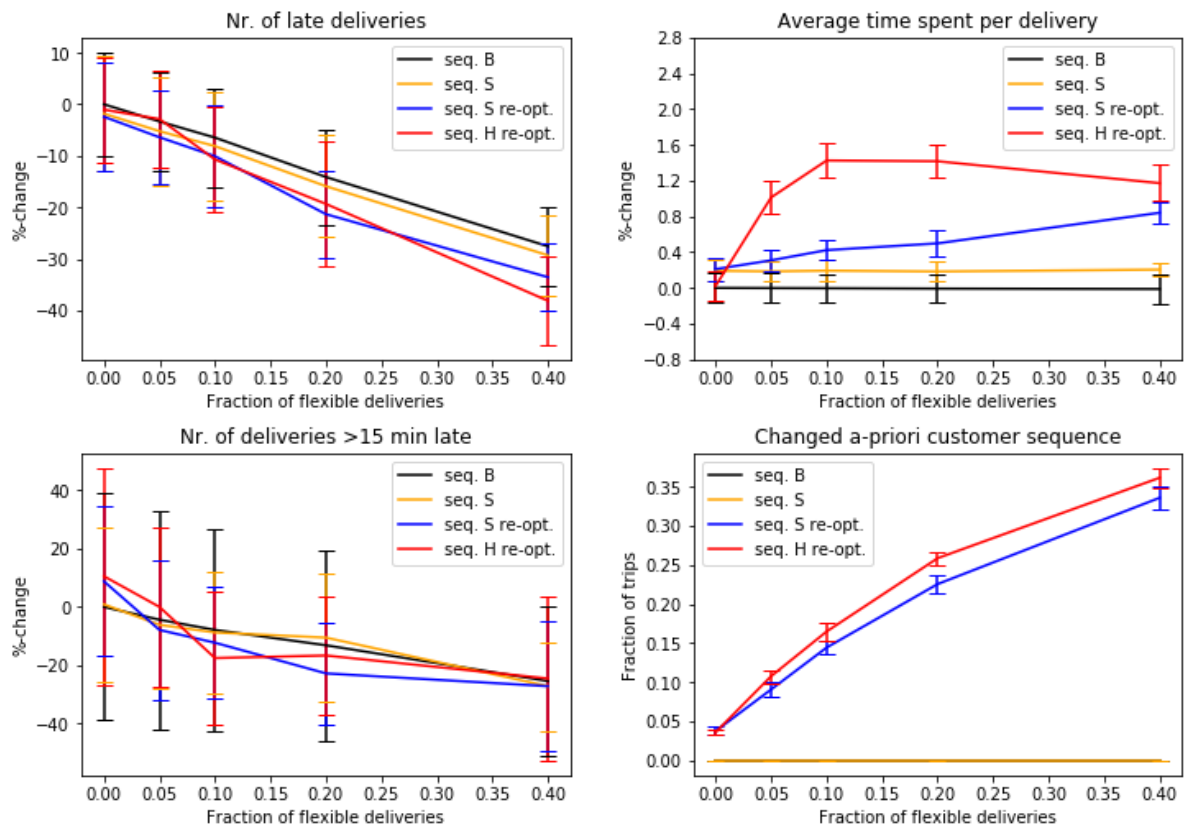 Nr. of late deliveries
%-change
10
0
−10
−20
−30
−40
seq. B
seq. S
seq. S re-opt.
seq. H re-opt.
0.00 0.05 0.10 0.15 0.20 0.25 0.30 0.35 0.40
Fraction of flexible deliveries
Average time spent per delivery
%-change
2.8
2.4
2.0
1.6
1.2
0.8
0.4
0.0
−0.4
−0.8
seq. B
seq. S
seq. S re-opt.
seq. H re-opt.
0.00 0.05 0.10 0.15 0.20 0.25 0.30 0.35 0.40
Fraction of flexible deliveries
Nr. of deliveries >15 min late
%-change
40
20
0
−20
−40
seq. B
seq. S
seq. S re-opt.
seq. H re-opt.
0.00 0.05 0.10 0.15 0.20 0.25 0.30 0.35 0.40
Fraction of flexible deliveries
Changed a-priori customer sequence
Fraction of trips
0.35
0.30
0.25
0.20
0.15
0.10
0.05
0.00
seq. B
seq. S
seq. S re-opt.
seq. H re-opt.
0.00 0.05 0.10 0.15 0.20 0.25 0.30 0.35 0.40
Fraction of flexible deliveries